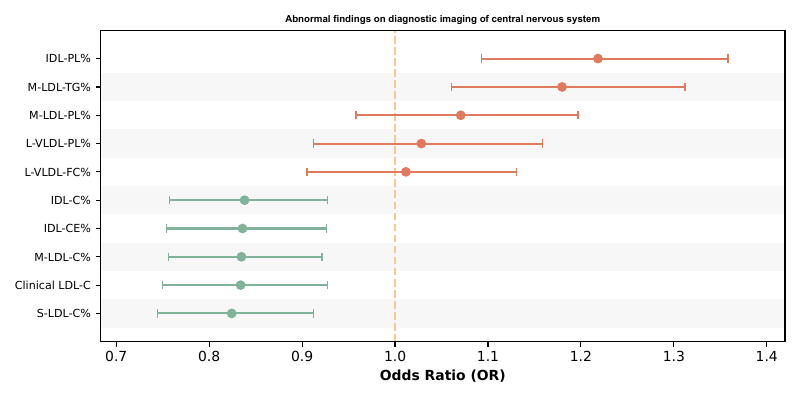 Abnormal findings on diagnostic imaging of central nervous system
IDL-PL%
M-LDL-TG%
M-LDL-PL%
L-VLDL-PL%
L-VLDL-FC%
IDL-C%
IDL-CE%
M-LDL-C%
Clinical LDL-C
S-LDL-C%
0.7 0.8 0.9 1.0 1.1 1.2 1.3 1.4
Odds Ratio (OR)